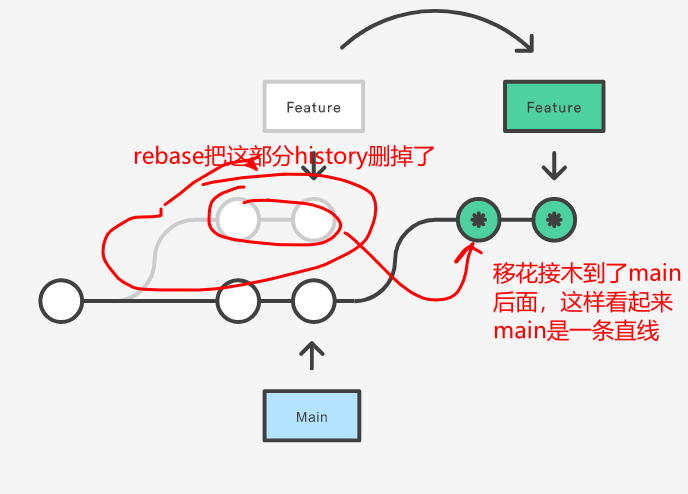 Feature
Feature
rebase把这部分history删掉了
移花接木到了main
后面，这样看起来
main是一条直线
Main